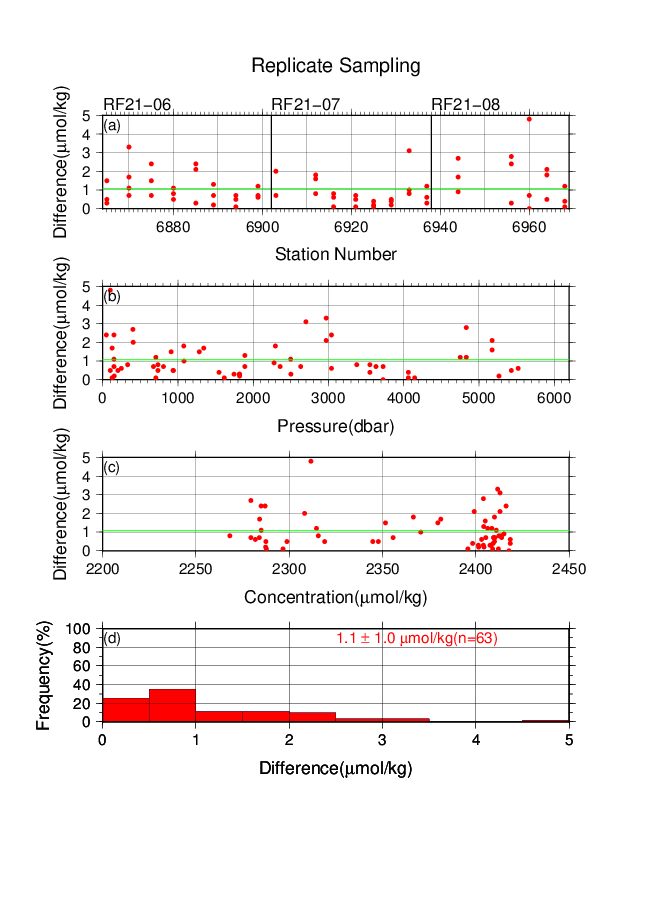 Replicate Sampling
RF21−06 RF21−07 RF21−08
Difference(μmol/kg)
5
4
3
2
1
0
(a)
6880 6900 6920 6940 6960
Station Number
Difference(μmol/kg)
5
4
3
2
1
0
(b)
0 1000 2000 3000 4000 5000 6000
Pressure(dbar)
Difference(μmol/kg)
5
4
3
2
1
0
(c)
2200 2250 2300 2350 2400 2450
Concentration(μmol/kg)
Frequency(%)
100
80
60
40
20
0
(d)
1.1 ± 1.0 μmol/kg(n=63)
0 1 2 3 4 5
Difference(μmol/kg)